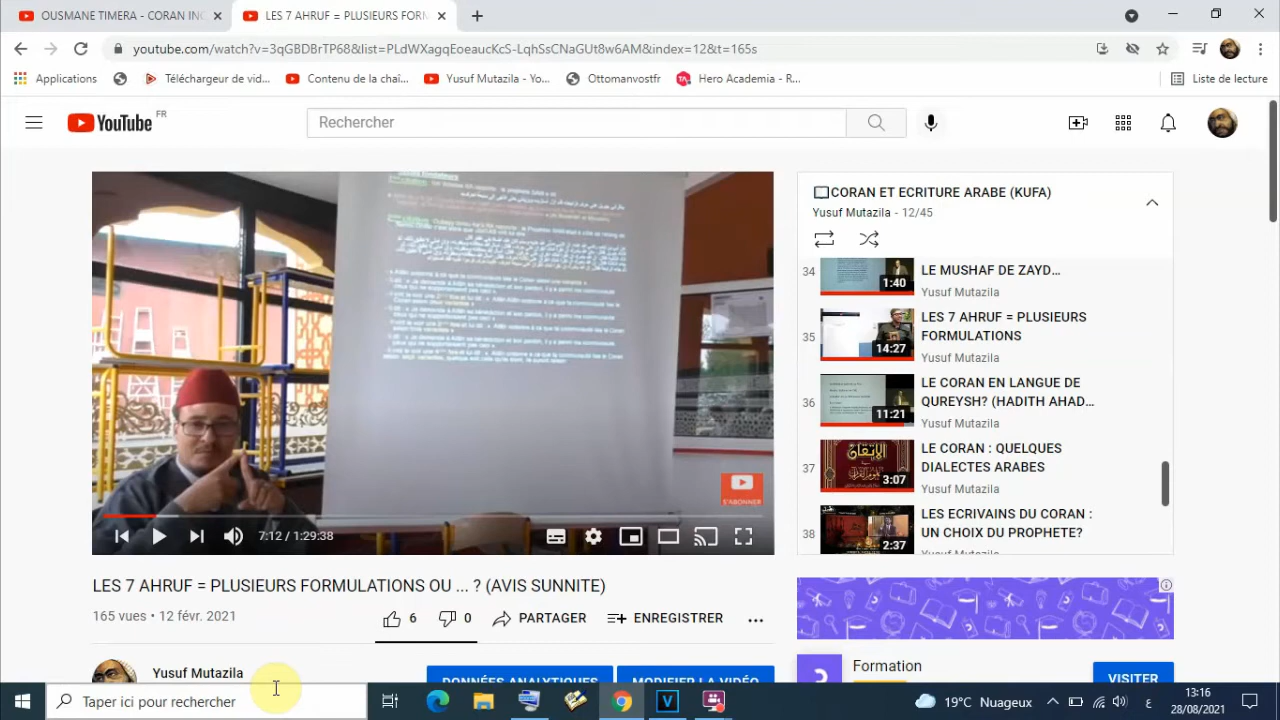 OUSMANE TIMERA - CORAN INC
LES 7 AHRUF = PLUSIEURS FORM
youtube.com/watch?v=3qGBDBrTP68&list=PLdWXagqEoeaucKcS-LqhSsCNaGUt8w6AM&index=12&t=165s
Applications
Téléchargeur de vid...
Contenu de la chaî...
Yusuf Mutazila - Yo...
Ottomanvostfr
Hero Academia - R...
Liste de lecture
YouTube FR
Rechercher
S'ABONNER
7:12 / 1:29:38
LES 7 AHRUF = PLUSIEURS FORMULATIONS OU ... ? (AVIS SUNNITE)
165 vues • 12 févr. 2021
6
0
PARTAGER
ENREGISTRER
Yusuf Mutazila
DONNÉES ANALYTIQUES
MODIFIER LA VIDÉO
CORAN ET ECRITURE ARABE (KUFA)
Yusuf Mutazila - 12/45
34
1:40
LE MUSHAF DE ZAYD...
Yusuf Mutazila
35
14:27
LES 7 AHRUF = PLUSIEURS
FORMULATIONS
Yusuf Mutazila
36
11:21
LE CORAN EN LANGUE DE
QUREYSH? (HADITH AHAD...
Yusuf Mutazila
37
3:07
LE CORAN : QUELQUES
DIALECTES ARABES
Yusuf Mutazila
38
2:37
LES ECRIVAINS DU CORAN :
UN CHOIX DU PROPHETE?
Yusuf Mutazila
Formation
VISITER
Taper ici pour rechercher
19°C Nuageux
ع
13:16
28/08/2021